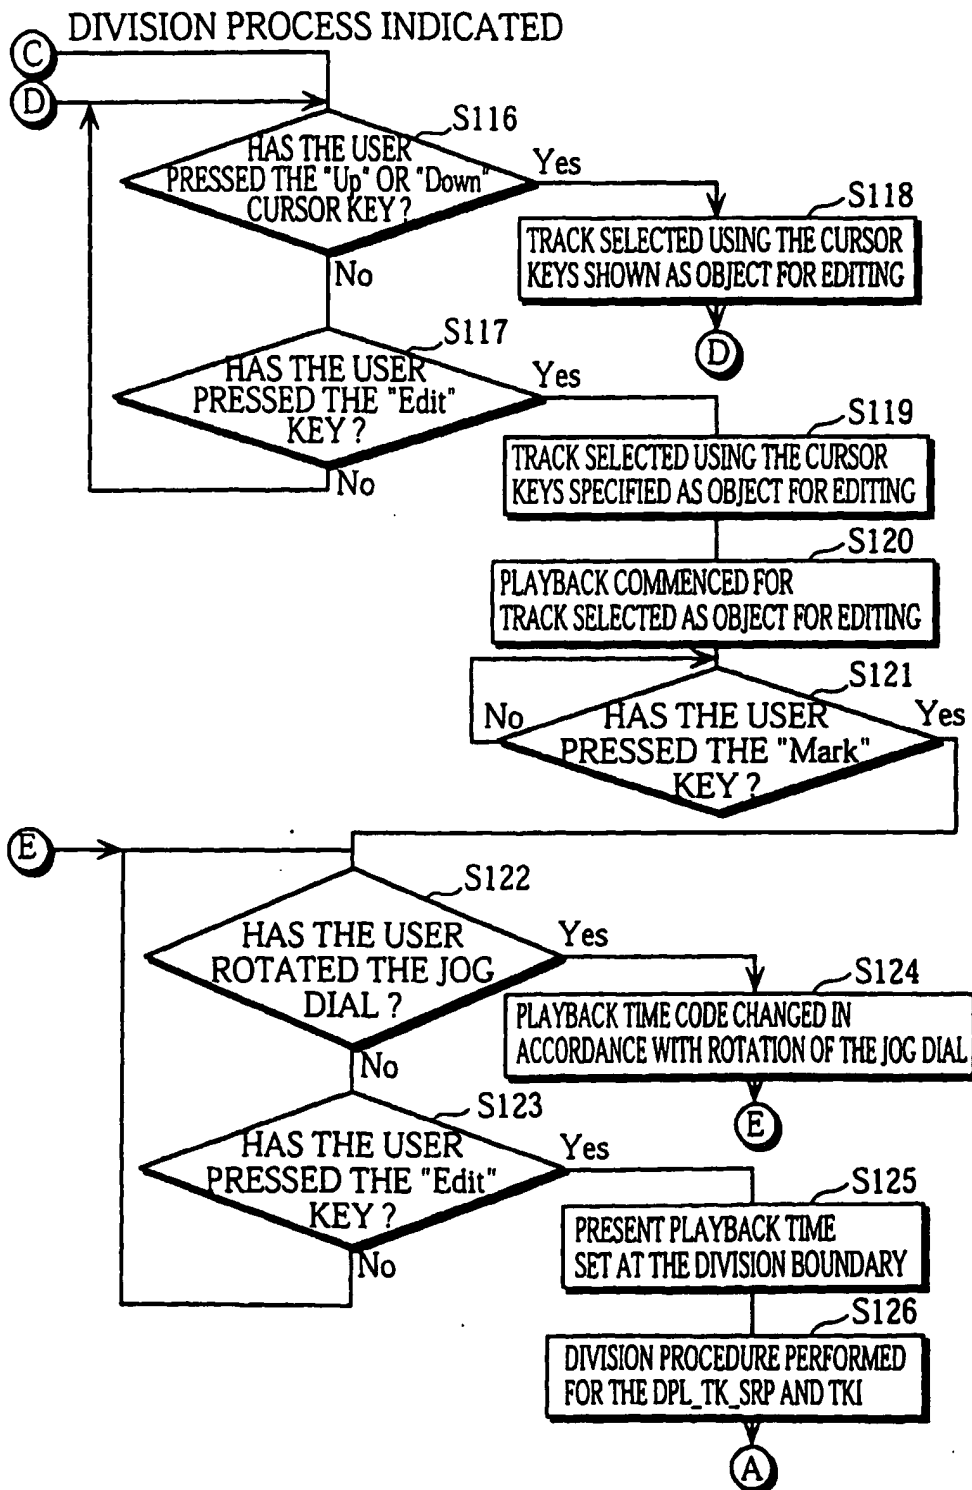 DIVISION PROCESS INDICATED
C
D
S116
HAS THE USER
PRESSED THE "Up" OR "Down"
CURSOR KEY ?
Yes
No
S118
TRACK SELECTED USING THE CURSOR
KEYS SHOWN AS OBJECT FOR EDITING
D
S117
HAS THE USER
PRESSED THE "Edit"
KEY ?
Yes
No
S119
TRACK SELECTED USING THE CURSOR
KEYS SPECIFIED AS OBJECT FOR EDITING
S120
PLAYBACK COMMENCED FOR
TRACK SELECTED AS OBJECT FOR EDITING
S121
HAS THE USER
PRESSED THE "Mark"
KEY ?
No
Yes
E
S122
HAS THE USER
ROTATED THE JOG
DIAL ?
Yes
No
S124
PLAYBACK TIME CODE CHANGED IN
ACCORDANCE WITH ROTATION OF THE JOG DIAL
E
S123
HAS THE USER
PRESSED THE "Edit"
KEY ?
Yes
No
S125
PRESENT PLAYBACK TIME
SET AT THE DIVISION BOUNDARY
S126
DIVISION PROCEDURE PERFORMED
FOR THE DPL_TK_SRP AND TKI
A